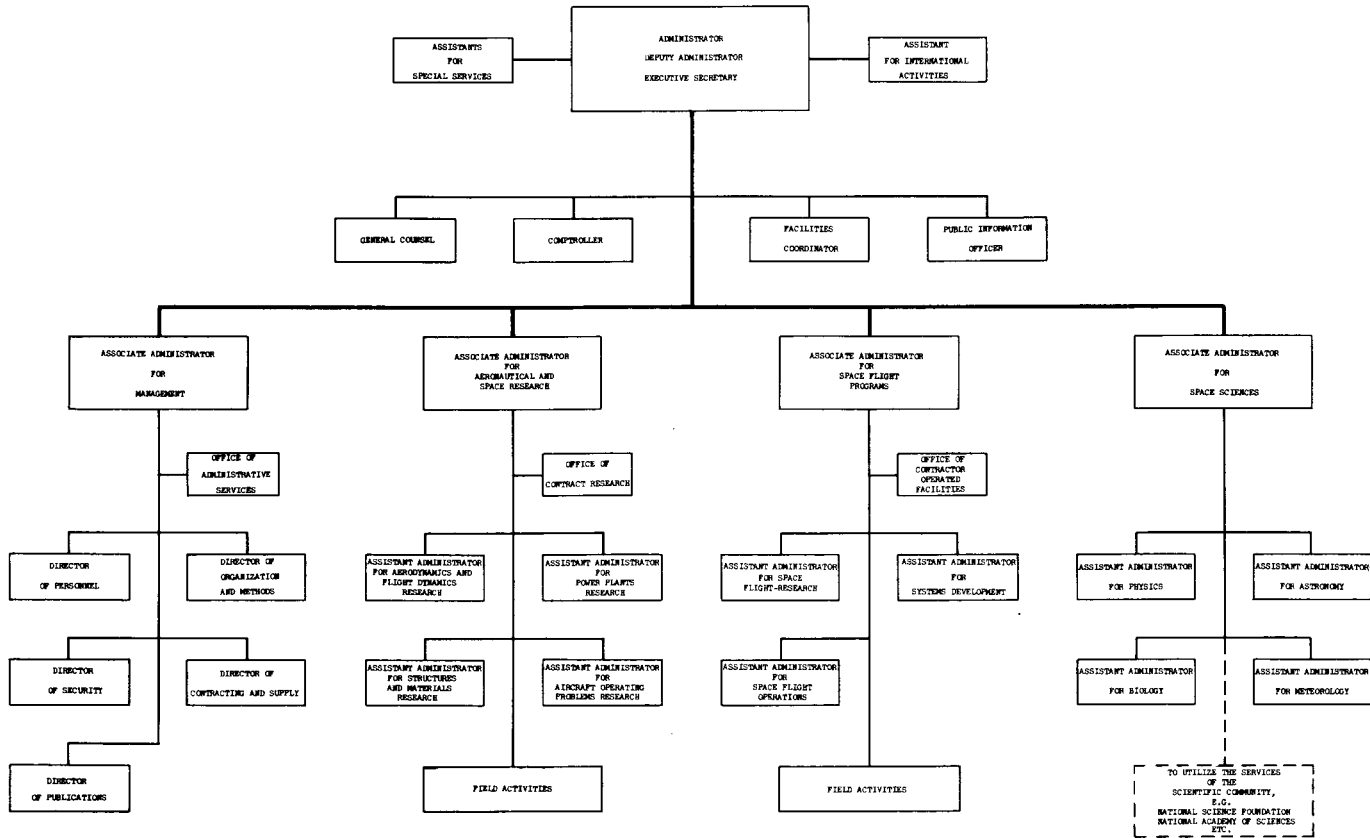 ADMINISTRATOR
DEPUTY ADMINISTRATOR
EXECUTIVE SECRETARY
ASSISTANTS
FOR
SPECIAL SERVICES
ASSISTANT
FOR INTERNATIONAL
ACTIVITIES
GENERAL COUNSEL
COMPTROLLER
FACILITIES
COORDINATOR
PUBLIC INFORMATION
OFFICER
ASSOCIATE ADMINISTRATOR
FOR
MANAGEMENT
ASSOCIATE ADMINISTRATOR
FOR
AERONAUTICAL AND
SPACE RESEARCH
ASSOCIATE ADMINISTRATOR
FOR
SPACE FLIGHT
PROGRAMS
ASSOCIATE ADMINISTRATOR
FOR
SPACE SCIENCES
OFFICE OF
ADMINISTRATIVE
SERVICES
OFFICE OF
CONTRACT RESEARCH
OFFICE OF
CONTRACTOR
OPERATED
FACILITIES
DIRECTOR
OF PERSONNEL
DIRECTOR OF
ORGANIZATION
AND METHODS
ASSISTANT ADMINISTRATOR
FOR AERODYNAMICS AND
FLIGHT DYNAMICS
RESEARCH
ASSISTANT ADMINISTRATOR
FOR
POWER PLANTS
RESEARCH
ASSISTANT ADMINISTRATOR
FOR SPACE
FLIGHT-RESEARCH
ASSISTANT ADMINISTRATOR
FOR
SYSTEMS DEVELOPMENT
ASSISTANT ADMINISTRATOR
FOR PHYSICS
ASSISTANT ADMINISTRATOR
FOR ASTRONOMY
DIRECTOR
OF SECURITY
DIRECTOR OF
CONTRACTING AND SUPPLY
ASSISTANT ADMINISTRATOR
FOR STRUCTURES
AND MATERIALS
RESEARCH
ASSISTANT ADMINISTRATOR
FOR
AIRCRAFT OPERATING
PROBLEMS RESEARCH
ASSISTANT ADMINISTRATOR
FOR
SPACE FLIGHT
OPERATIONS
ASSISTANT ADMINISTRATOR
FOR BIOLOGY
ASSISTANT ADMINISTRATOR
FOR METEOROLOGY
DIRECTOR
OF PUBLICATIONS
FIELD ACTIVITIES
FIELD ACTIVITIES
TO UTILIZE THE SERVICES
OF THE
SCIENTIFIC COMMUNITY,
E.G.
NATIONAL SCIENCE FOUNDATION
NATIONAL ACADEMY OF SCIENCES
ETC.